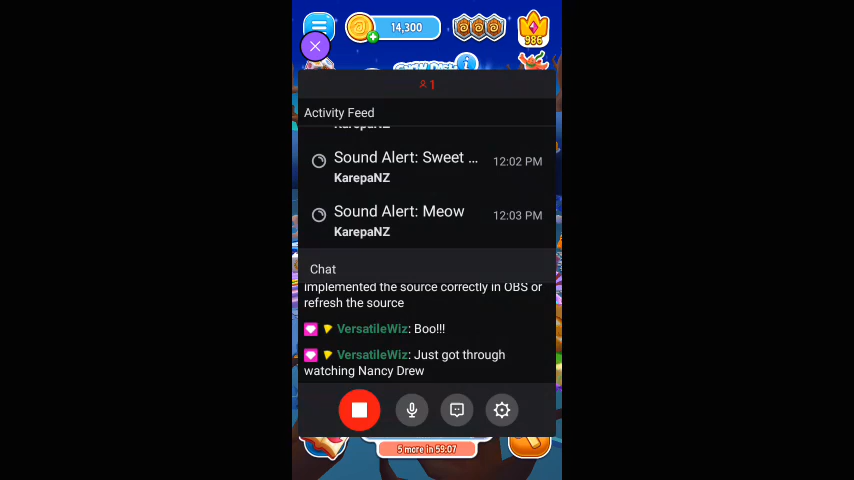 14,300
986
1
Activity Feed
KarepaNZ
Sound Alert: Sweet ...
12:02 PM
KarepaNZ
Sound Alert: Meow
12:03 PM
KarepaNZ
Chat
implemented the source correctly in OBS or
refresh the source
VersatileWiz: Boo!!!
VersatileWiz: Just got through
watching Nancy Drew
5 more in 59:07